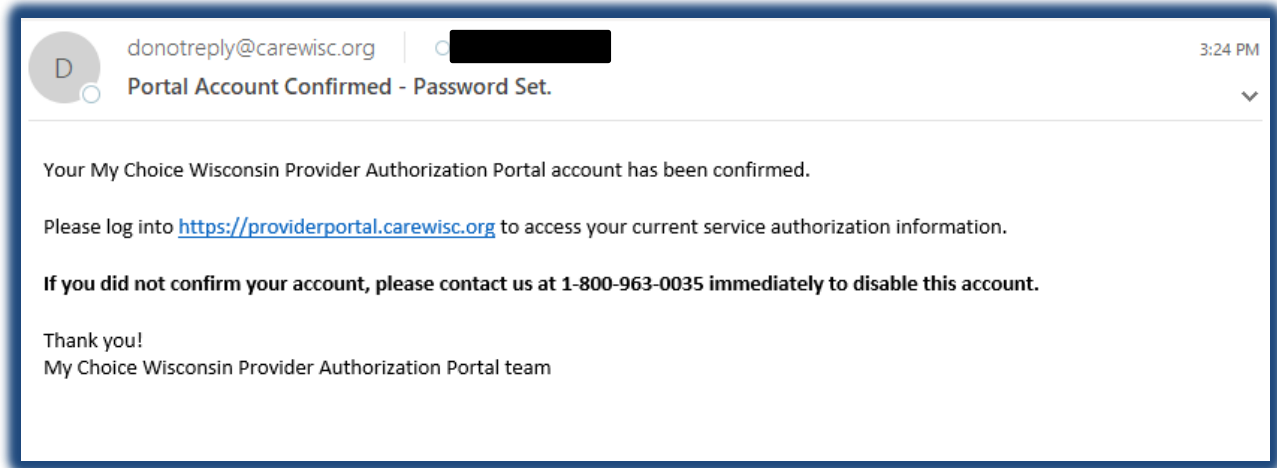 D
donotreply@carewisc.org
3:24 PM
Portal Account Confirmed - Password Set.
Your My Choice Wisconsin Provider Authorization Portal account has been confirmed.
Please log into https://providerportal.carewisc.org to access your current service authorization information.
If you did not confirm your account, please contact us at 1-800-963-0035 immediately to disable this account.
Thank you!
My Choice Wisconsin Provider Authorization Portal team